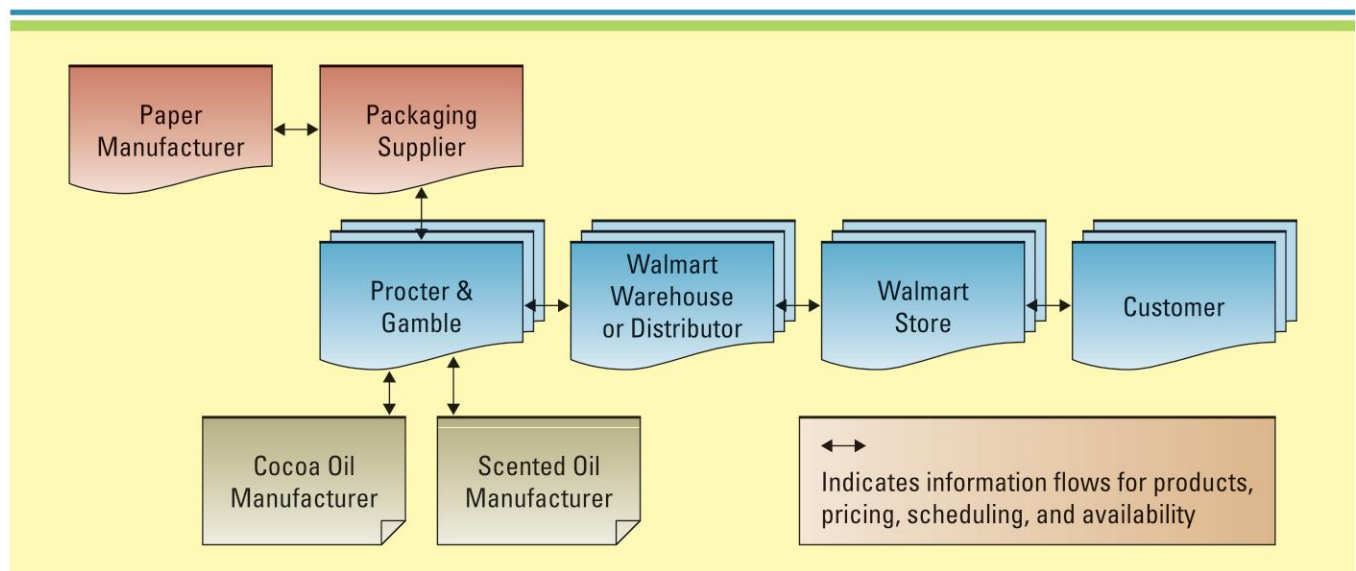 Paper
Manufacturer
Packaging
Supplier
Procter &
Gamble
Walmart
Warehouse
or Distributor
Walmart
Store
Customer
Cocoa Oil
Manufacturer
Scented Oil
Manufacturer
Indicates information flows for products,
pricing, scheduling, and availability